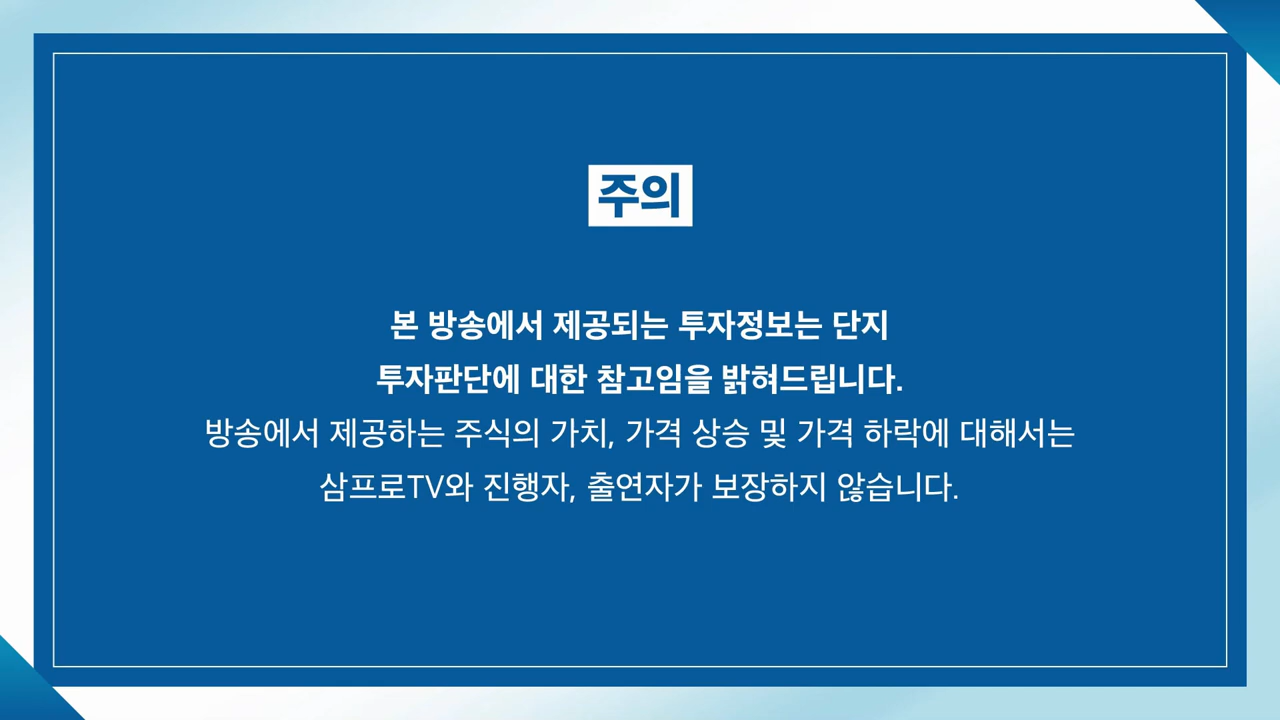 주의
본 방송에서 제공되는 투자정보는 단지
투자판단에 대한 참고임을 밝혀드립니다.
방송에서 제공하는 주식의 가치, 가격 상승 및 가격 하락에 대해서는
삼프로TV와 진행자, 출연자가 보장하지 않습니다.